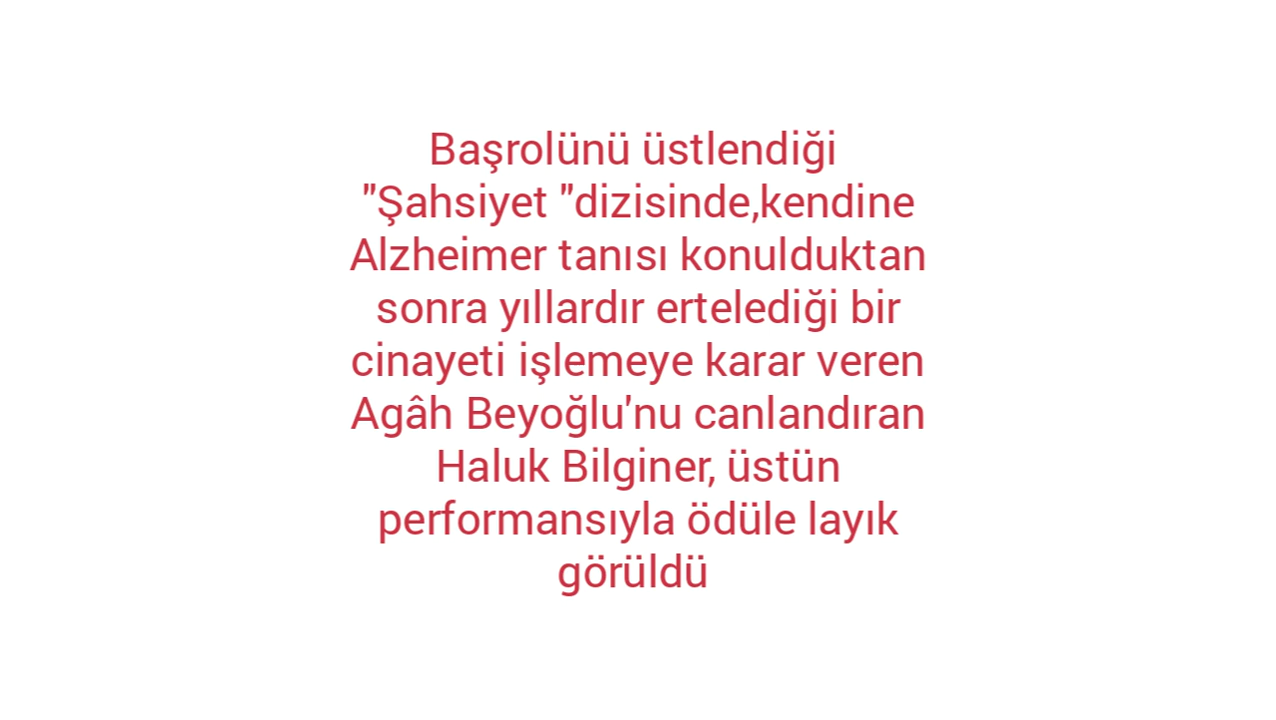 Başrolünü üstlendiği
"Şahsiyet "dizisinde,kendine
Alzheimer tanısı konulduktan
sonra yıllardır ertelediği bir
cinayeti işlemeye karar veren
Agâh Beyoğlu'nu canlandıran
Haluk Bilginer, üstün
performansıyla ödüle layık
görüldü